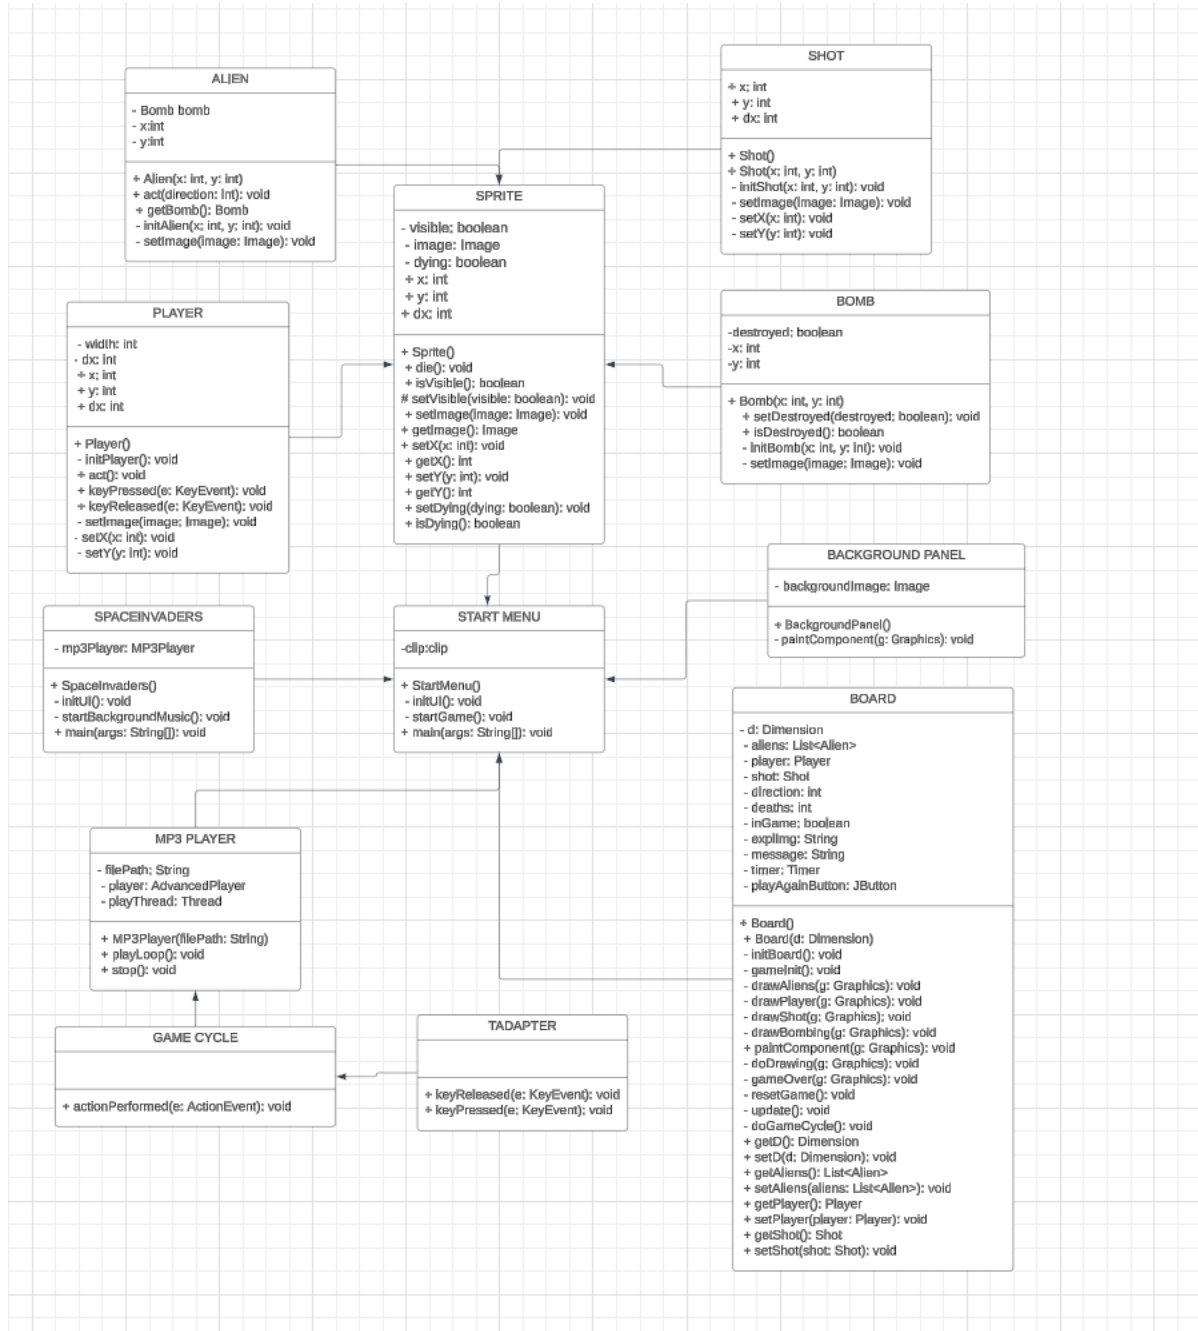 ALIEN
- Bomb bomb
- x:int
- y:int
+ Alien(x: int, y: int)
+ act(direction: int): void
+ getBomb(): Bomb
- initAlien(x: int, y: int): void
- setImage(image: Image): void
SHOT
+ x: int
+ y: int
+ dx: int
+ Shot()
+ Shot(x: int, y: int)
- initShot(x: int, y: int): void
- setImage(image: Image): void
- setX(x: int): void
- setY(y: int): void
SPRITE
- visible: boolean
- image: Image
- dying: boolean
+ x: int
+ y: int
+ dx: int
+ Sprite()
+ die(): void
+ isVisible(): boolean
# setVisible(visible: boolean): void
+ setImage(image: Image): void
+ getImage(): Image
+ setX(x: int): void
+ getX(): int
+ setY(y: int): void
+ getY(): int
+ setDying(dying: boolean): void
+ isDying(): boolean
PLAYER
- width: int
- dx: int
+ x: int
+ y: int
+ dx: int
+ Player()
- initPlayer(): void
+ act(): void
+ keyPressed(e: KeyEvent): void
+ keyReleased(e: KeyEvent): void
- setImage(image: Image): void
- setX(x: int): void
- setY(y: int): void
BOMB
-destroyed: boolean
-x: int
-y: int
+ Bomb(x: int, y: int)
+ setDestroyed(destroyed: boolean): void
+ isDestroyed(): boolean
- initBomb(x: int, y: int): void
- setImage(image: Image): void
BACKGROUND PANEL
- backgroundImage: Image
+ BackgroundPanel()
- paintComponent(g: Graphics): void
SPACEINVADERS
- mp3Player: MP3Player
+ SpaceInvaders()
- initUI(): void
- startBackgroundMusic(): void
+ main(args: String[]): void
START MENU
-clip:clip
+ StartMenu()
- initUI(): void
- startGame(): void
+ main(args: String[]): void
BOARD
- d: Dimension
- aliens: List<Alien>
- player: Player
- shot: Shot
- direction: int
- deaths: int
- inGame: boolean
- explImg: String
- message: String
- timer: Timer
- playAgainButton: JButton
+ Board()
+ Board(d: Dimension)
- initBoard(): void
- gameInit(): void
- drawAliens(g: Graphics): void
- drawPlayer(g: Graphics): void
- drawShot(g: Graphics): void
- drawBombing(g: Graphics): void
+ paintComponent(g: Graphics): void
- doDrawing(g: Graphics): void
- gameOver(g: Graphics): void
- resetGame(): void
- update(): void
- doGameCycle(): void
+ getD(): Dimension
+ setD(d: Dimension): void
+ getAliens(): List<Alien>
+ setAliens(aliens: List<Alien>): void
+ getPlayer(): Player
+ setPlayer(player: Player): void
+ getShot(): Shot
+ setShot(shot: Shot): void
MP3 PLAYER
- filePath: String
- player: AdvancedPlayer
- playThread: Thread
+ MP3Player(filePath: String)
+ playLoop(): void
+ stop(): void
GAME CYCLE
+ actionPerformed(e: ActionEvent): void
TADAPTER
+ keyReleased(e: KeyEvent): void
+ keyPressed(e: KeyEvent): void